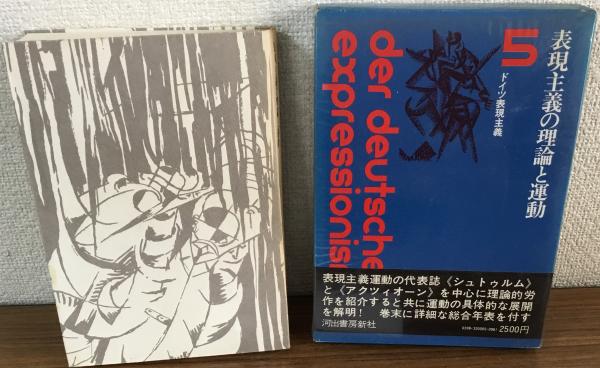 表現主義の理論と運動
5
ドイツ表現主義
der deutsche
expressionis
表現主義運動の代表誌〈シュトゥルム〉
と〈アクツィオーン〉を中心に理論的労
作を紹介すると共に運動の具体的な展開
を解明! 巻末に詳細な総合年表を付す
河出書房新社
2500円